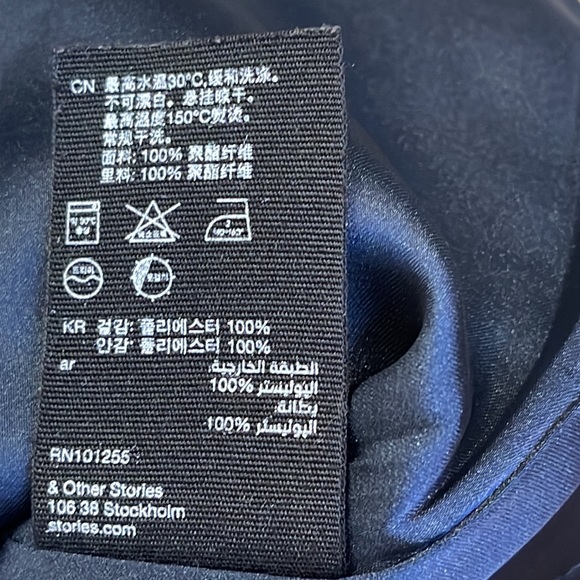 CN 最高水温30°C,缓和洗涤。
不可漂白。悬挂晾干。
最高温度150°C熨烫。
常规干洗。
面料: 100% 聚酯纤维
里料: 100% 聚酯纤维
드라이
KR 겉감: 폴리에스터 100%
안감: 폴리에스터 100%
ar الطبقة الخارجية:
البوليستر 100%
بطانة:
البوليستر 100%
RN101255
& Other Stories
106 38 Stockholm
stories.com